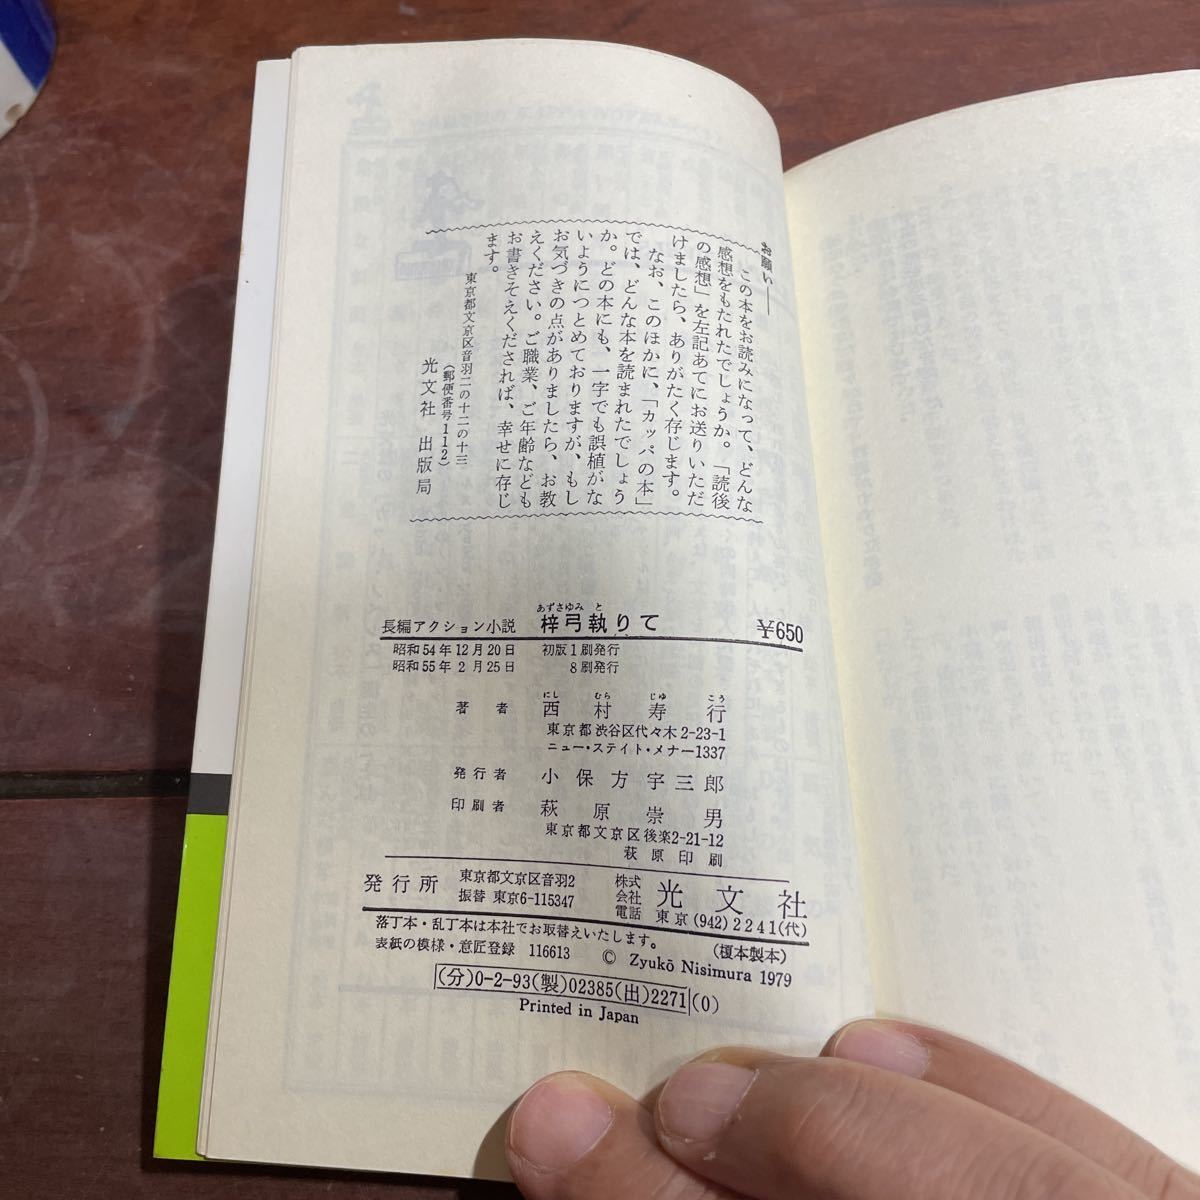 お願い――
この本をお読みになって、どんな
感想をもたれたでしょうか。「読後
の感想」を左記あてにお送りいただ
けましたら、ありがたく存じます。
なお、このほかに、「カッパの本」
では、どんな本を読まれたでしょう
か。どの本にも、一字でも誤植がな
いようにつとめておりますが、もし
お気づきの点がありましたら、お教
えください。ご職業、ご年齢なども
お書きそえくだされば、幸せに存じ
ます。
東京都文京区音羽二の十二の十三
(郵便番号112)
光文社 出版局
あずさゆみ と
長編アクション小説 梓弓執りて ¥650
昭和54年12月20日 初版1刷発行
昭和55年2月25日 8刷発行
にし むら じゆ こう
著者 西村寿行
東京都渋谷区代々木2-23-1
ニュー・ステイト・メナー1337
発行者 小保方宇三郎
印刷者 萩原崇男
東京都文京区後楽2-21-12
萩原印刷
発行所 東京都文京区音羽2 株式会社 光文社
振替 東京6-115347 電話 東京(942)2241(代)
落丁本・乱丁本は本社でお取替えいたします。 (榎本製本)
表紙の模様・意匠登録 116613 © Zyukō Nisimura 1979
(分)0-2-93(製)02385(出)2271(0)
Printed in Japan